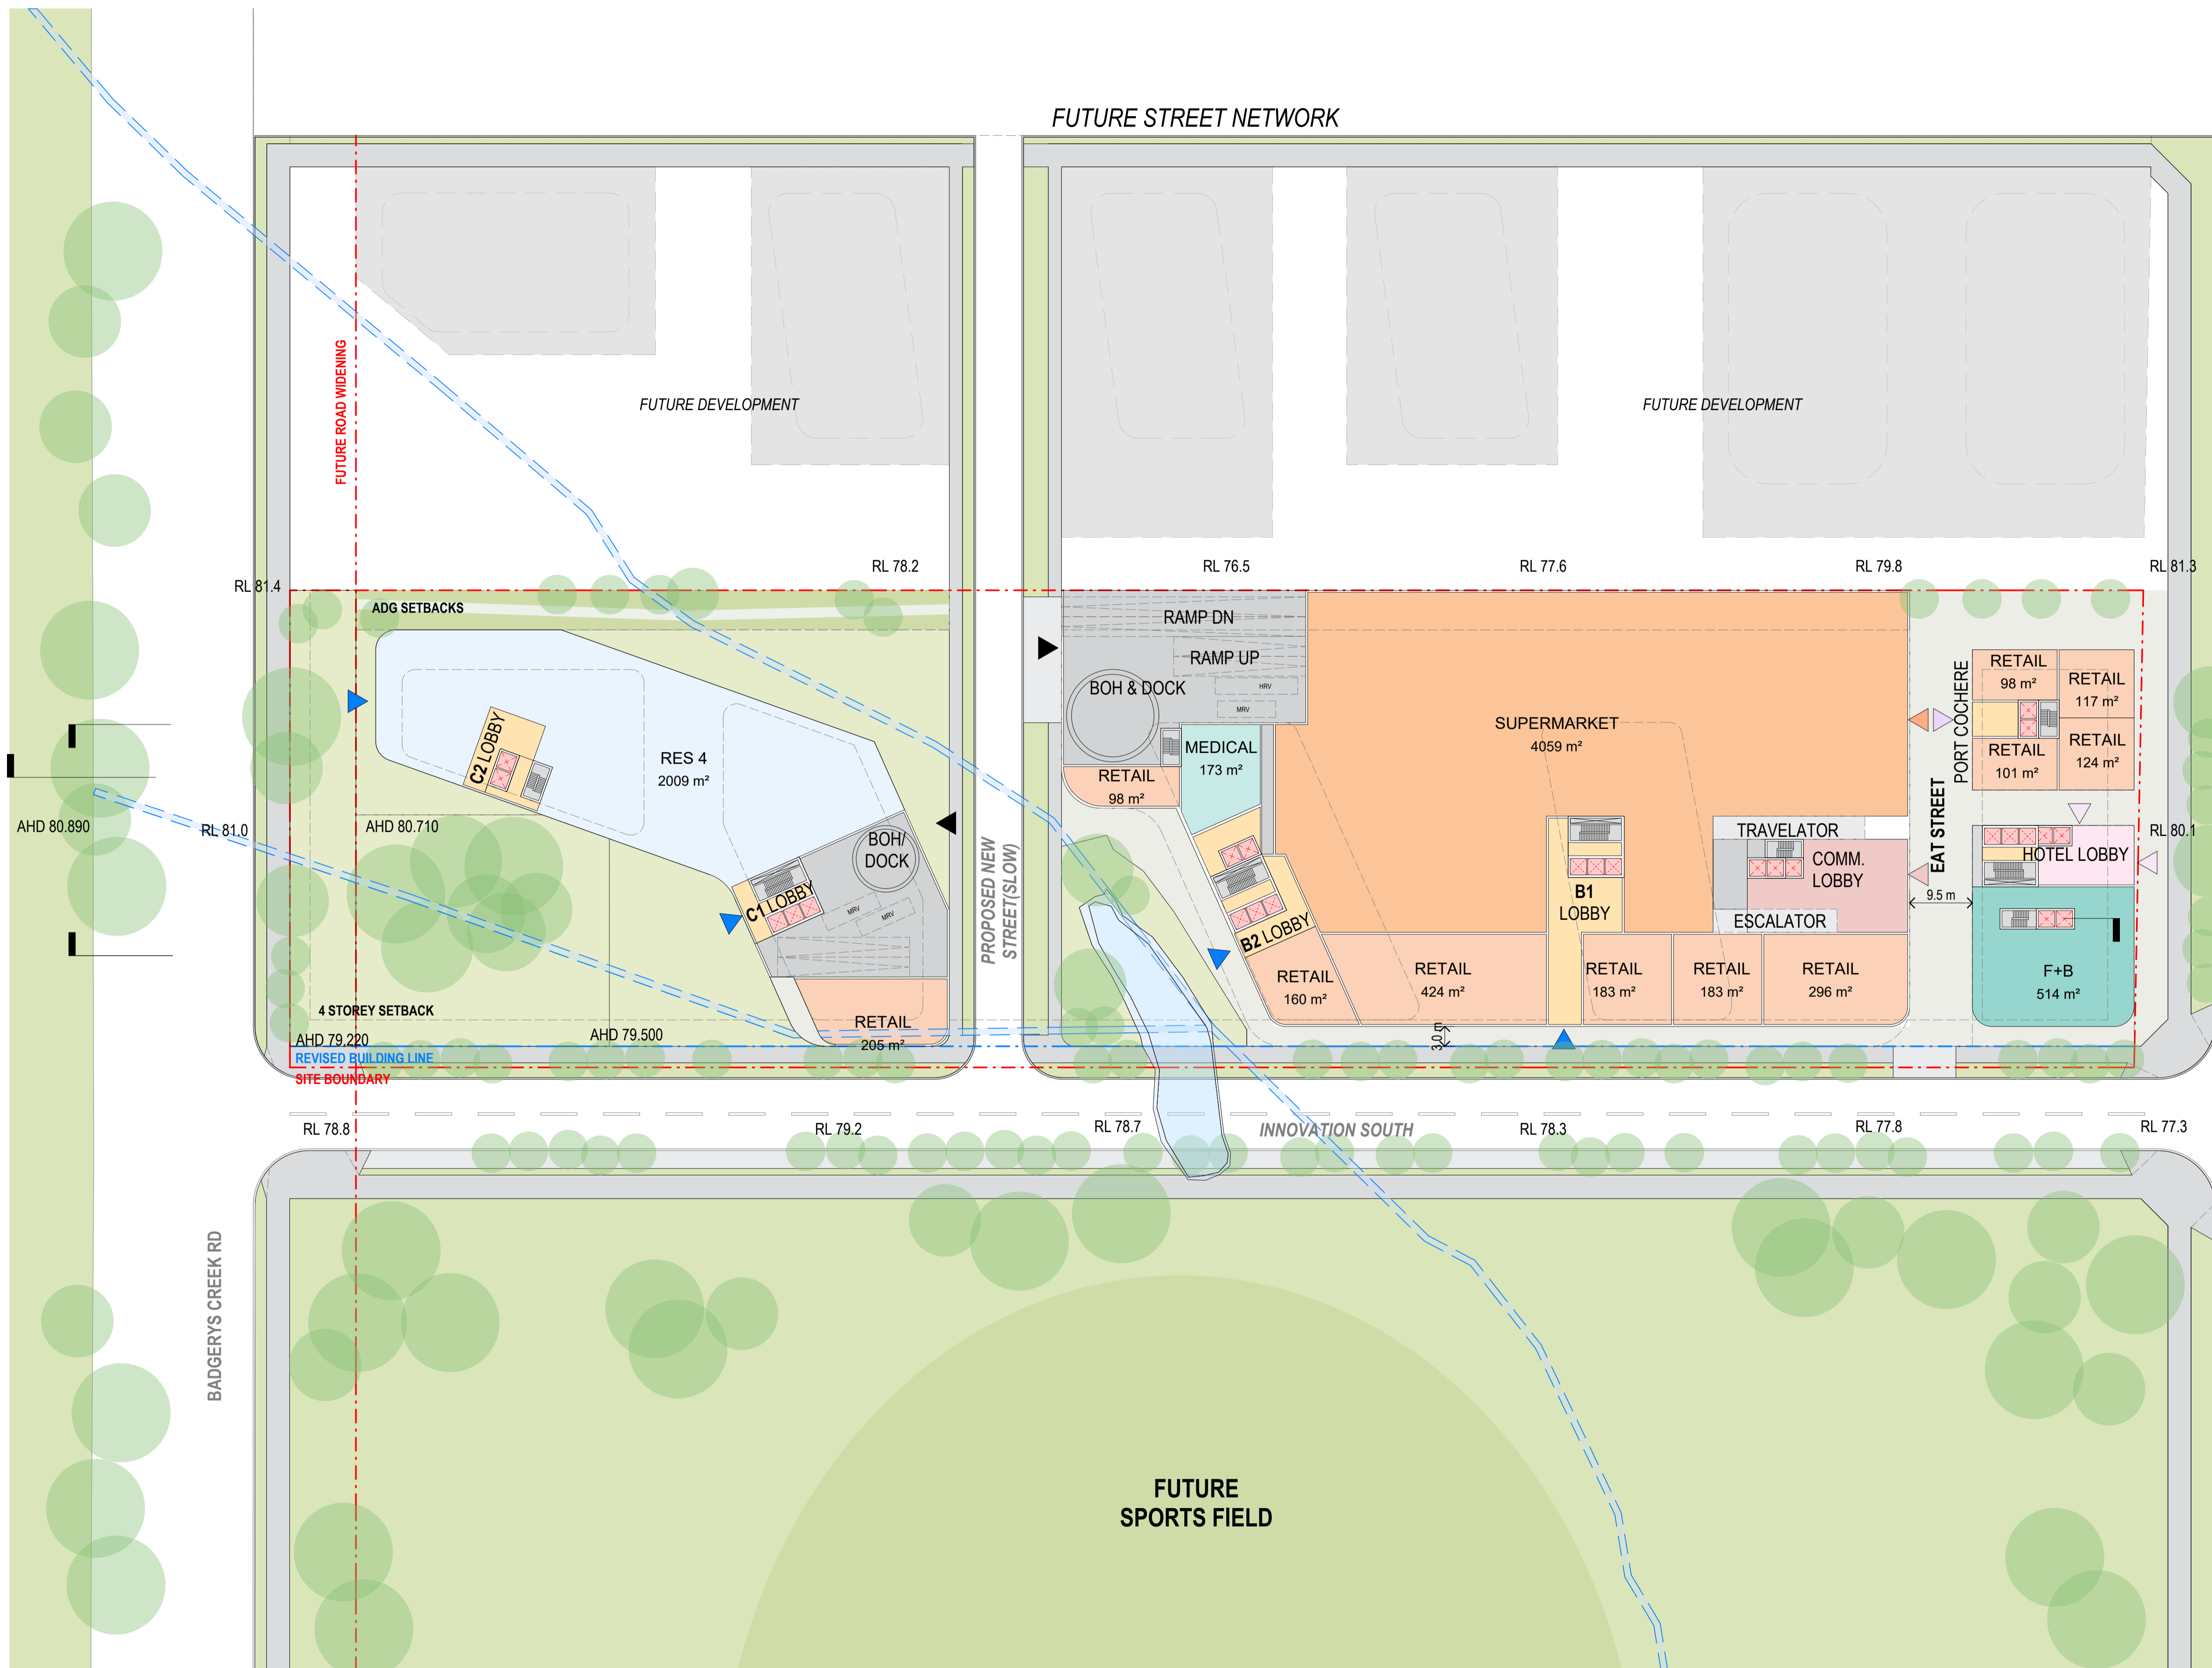 FUTURE STREET NETWORK
FUTURE ROAD WIDENING
FUTURE DEVELOPMENT
FUTURE DEVELOPMENT
RL 81.4
RL 78.2
RL 76.5
RL 77.6
RL 79.8
RL 81.3
ADG SETBACKS
RAMP DN
RAMP UP
BOH & DOCK
HRV
MRV
C2 LOBBY
RES 4
2009 m²
MEDICAL
173 m²
RETAIL
98 m²
SUPERMARKET
4059 m²
PORT COCHERE
RETAIL
98 m²
RETAIL
117 m²
RETAIL
101 m²
RETAIL
124 m²
AHD 80.890
RL 81.0
AHD 80.710
BOH/
DOCK
PROPOSED NEW
STREET(SLOW)
C1 LOBBY
MRV
MRV
B2 LOBBY
B1
LOBBY
TRAVELATOR
COMM.
LOBBY
ESCALATOR
EAT STREET
9.5 m
HOTEL LOBBY
RL 80.1
F+B
514 m²
RETAIL
160 m²
RETAIL
424 m²
RETAIL
183 m²
RETAIL
183 m²
RETAIL
296 m²
3.0 m
4 STOREY SETBACK
AHD 79.220
AHD 79.500
RETAIL
205 m²
REVISED BUILDING LINE
SITE BOUNDARY
RL 78.8
RL 79.2
RL 78.7
INNOVATION SOUTH
RL 78.3
RL 77.8
RL 77.3
BADGERYS CREEK RD
FUTURE
SPORTS FIELD